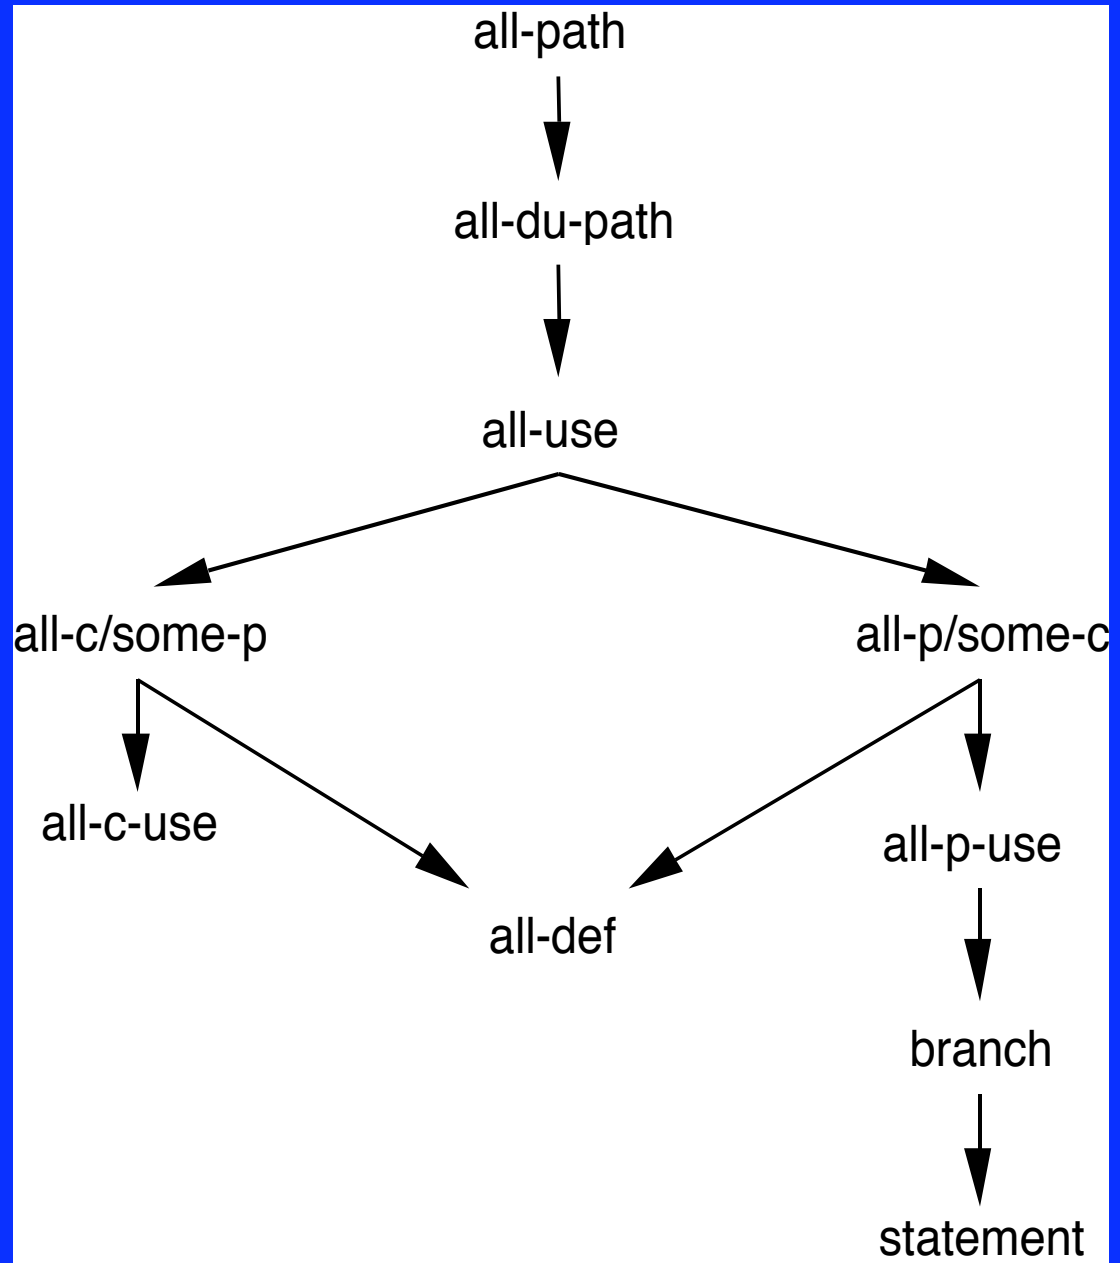 all-path
all-du-path
all-use
all-c/some-p
all-p/some-c
all-c-use
all-p-use
all-def
branch
statement